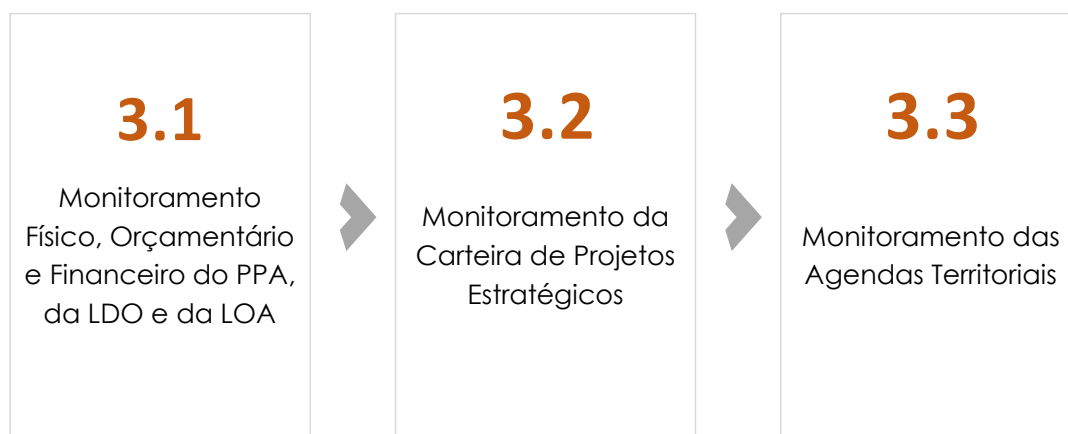 3.1
Monitoramento
Físico, Orçamentário
e Financeiro do PPA,
da LDO e da LOA
3.2
Monitoramento da
Carteira de Projetos
Estratégicos
3.3
Monitoramento das
Agendas Territoriais